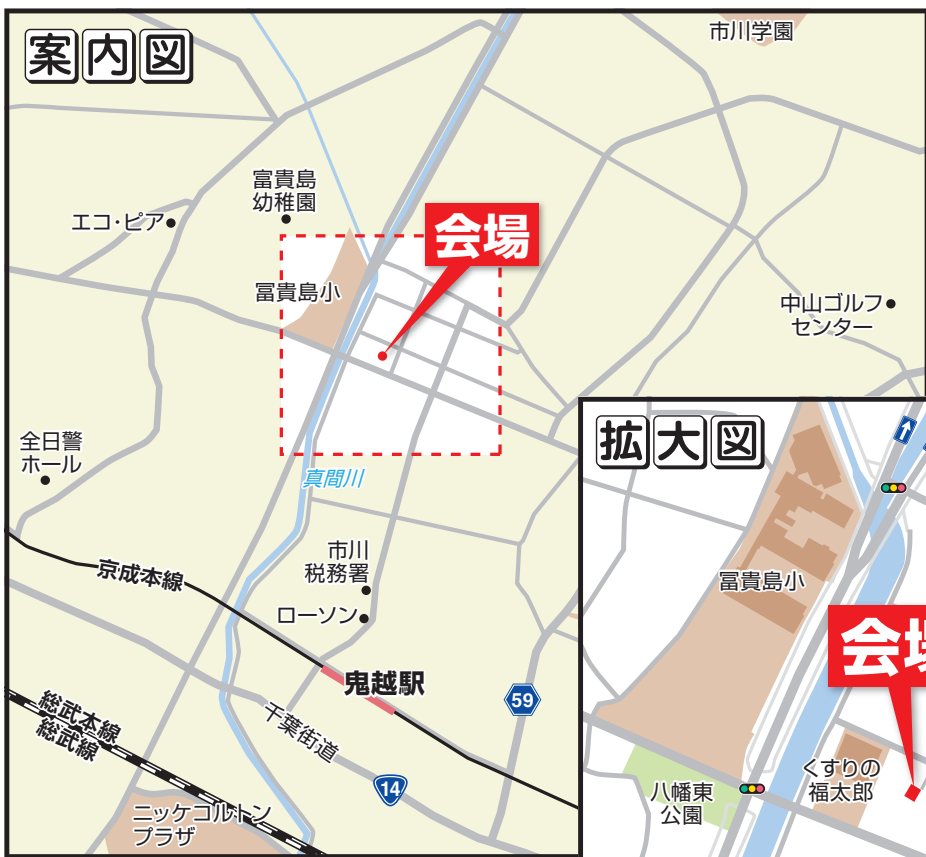 案内図
市川学園
富貴島
幼稚園
エコ・ピア
会場
冨貴島小
中山ゴルフ
センター
全日警
ホール
真間川
京成本線
市川
税務署
ローソン
鬼越駅
59
総武本線
総武線
千葉街道
14
ニッケコルトン
プラザ
拡大図
冨貴島小
会場
くすりの
福太郎
八幡東
公園